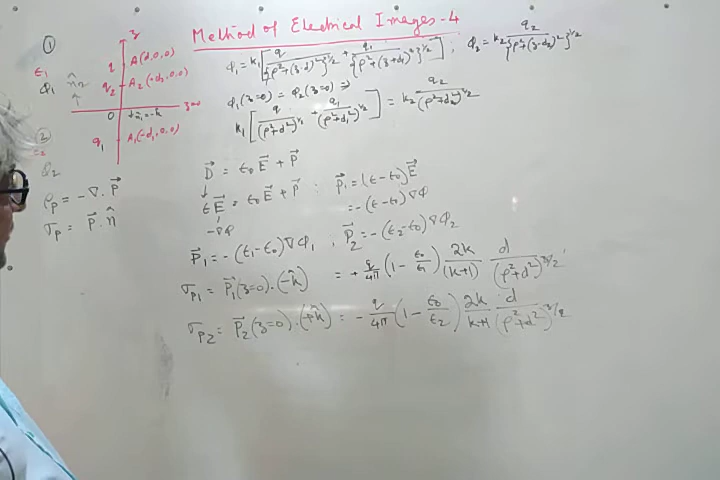 Method of Electrical Images-4
①
z
q A(d,0,0)
ε₁
Φ₁
q₂ A₂(+d₂,0,0)
0
z=0
q₁ A₁(-d₁,0,0)
②
ε₂
Φ₂
ρ_p = -∇·P⃗
σ_p = P⃗·n̂
φ₁ = k₁[q/{ρ²+(z-d)²}^1/2 + q₁/{ρ²+(z+d₁)²}^1/2] ; φ₂ = k₂ q₂/{ρ²+(z-d₂)²}^1/2
φ₁(z=0) = φ₂(z=0) ⇒
k₁[q/(ρ²+d²)^1/2 + q₁/(ρ²+d₁²)^1/2] = k₂ q₂/(ρ²+d₂²)^1/2
D⃗ = ε₀E⃗ + P⃗
εE⃗ = ε₀E⃗ + P⃗ : P⃗ = (ε-ε₀)E⃗
-∇φ = -(ε-ε₀)∇φ
P⃗₁ = -(ε₁-ε₀)∇φ₁ , P⃗₂ = -(ε₂-ε₀)∇φ₂
σ_p₁ = P⃗₁(z=0)·(-k̂) = +q/4π (1 - ε₀/ε₁) 2k/(k+1) d/(ρ²+d²)^3/2
σ_p₂ = P⃗₂(z=0)·(+k̂) = -q/4π (1 - ε₀/ε₂) 2k/k+1 d/(ρ²+d²)^3/2